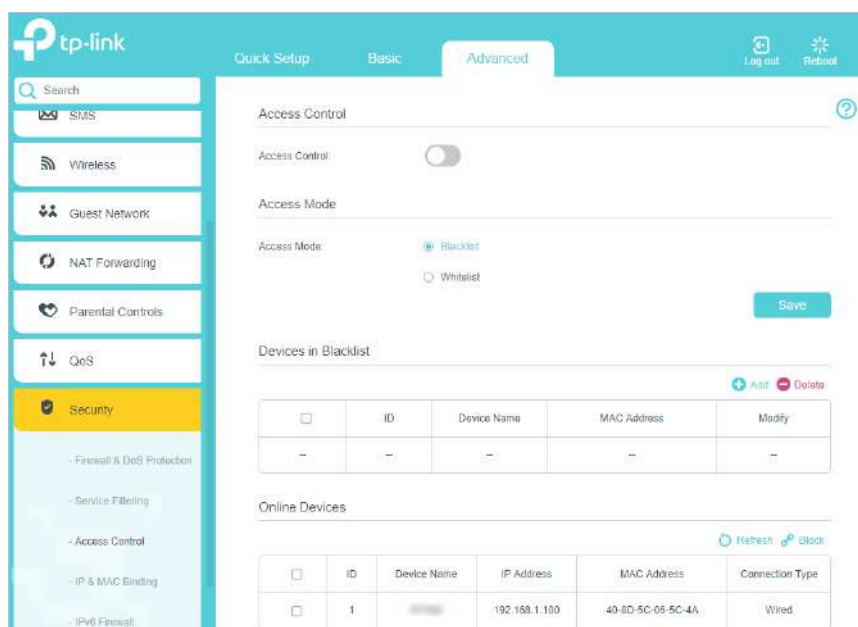 tp-link
Quick Setup Basic Advanced Log out Reboot
Search
SMS
Wireless
Guest Network
NAT Forwarding
Parental Controls
QoS
Security
- Firewall & DoS Protection
- Service Filtering
- Access Control
- IP & MAC Binding
- IPv6 Firewall
Access Control
Access Control:
Access Mode
Access Mode: Blacklist
Whitelist
Save
Devices in Blacklist
Add Delete
ID Device Name MAC Address Modify
-- -- -- -- --
Online Devices
Refresh Block
ID Device Name IP Address MAC Address Connection Type
1 192.168.1.100 40-8D-5C-06-5C-4A Wired